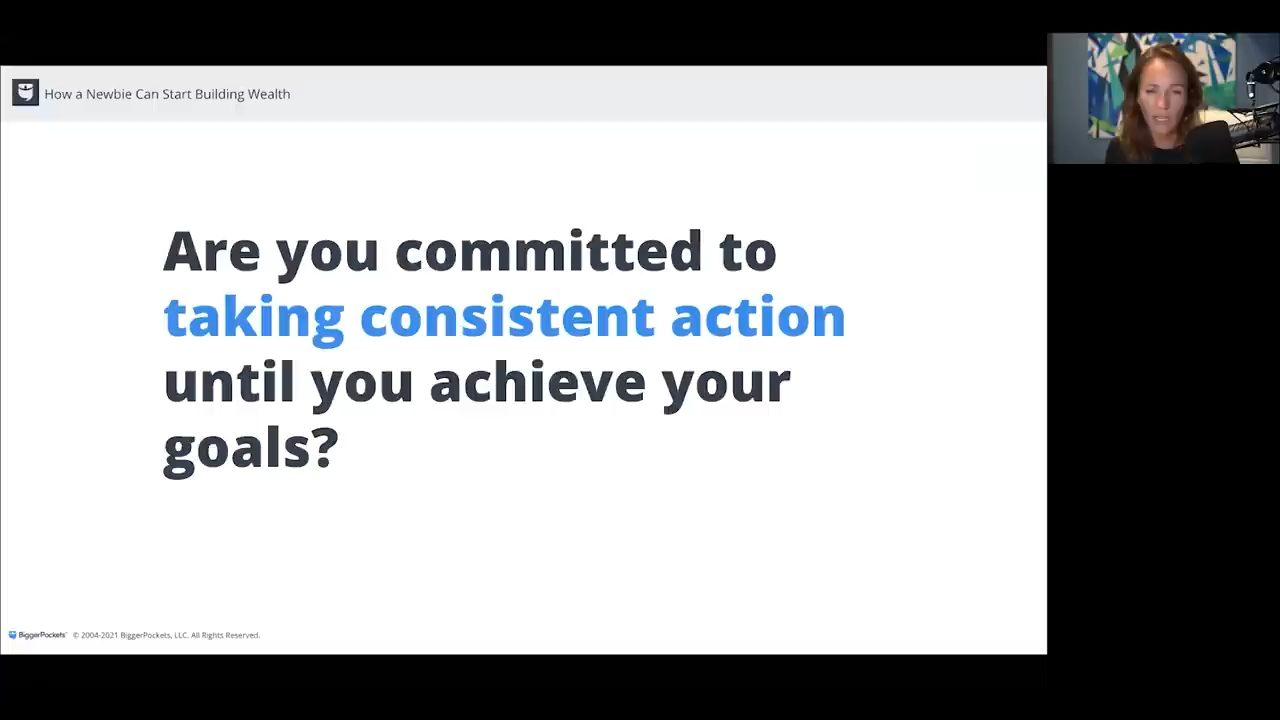 How a Newbie Can Start Building Wealth
Are you committed to
taking consistent action
until you achieve your
goals?
BiggerPockets © 2004-2021 BiggerPockets, LLC. All Rights Reserved.